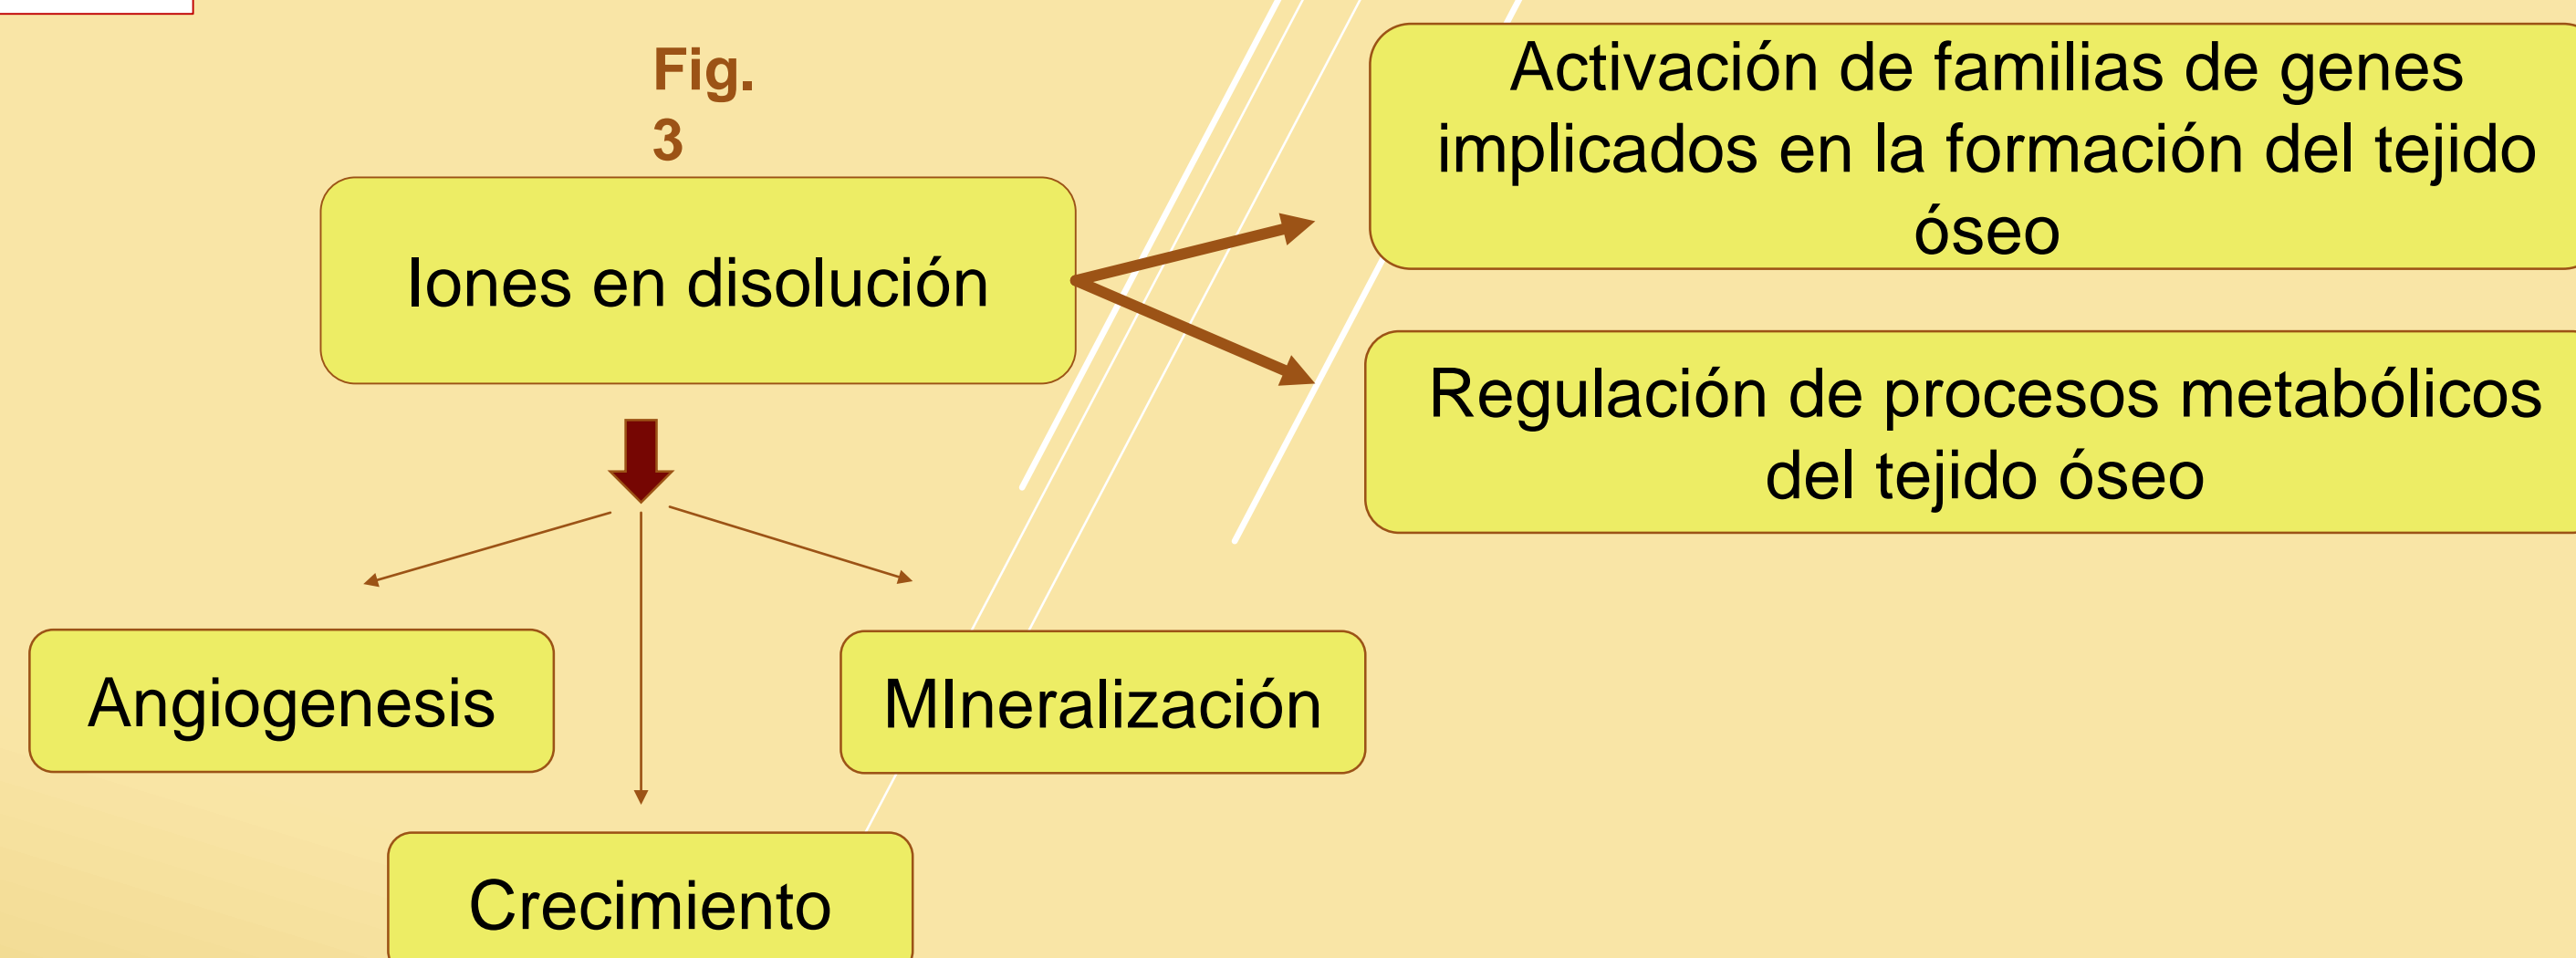 Fig.
3
Iones en disolución
Activación de familias de genes
implicados en la formación del tejido
óseo
Regulación de procesos metabólicos
del tejido óseo
Angiogenesis
MIneralización
Crecimiento